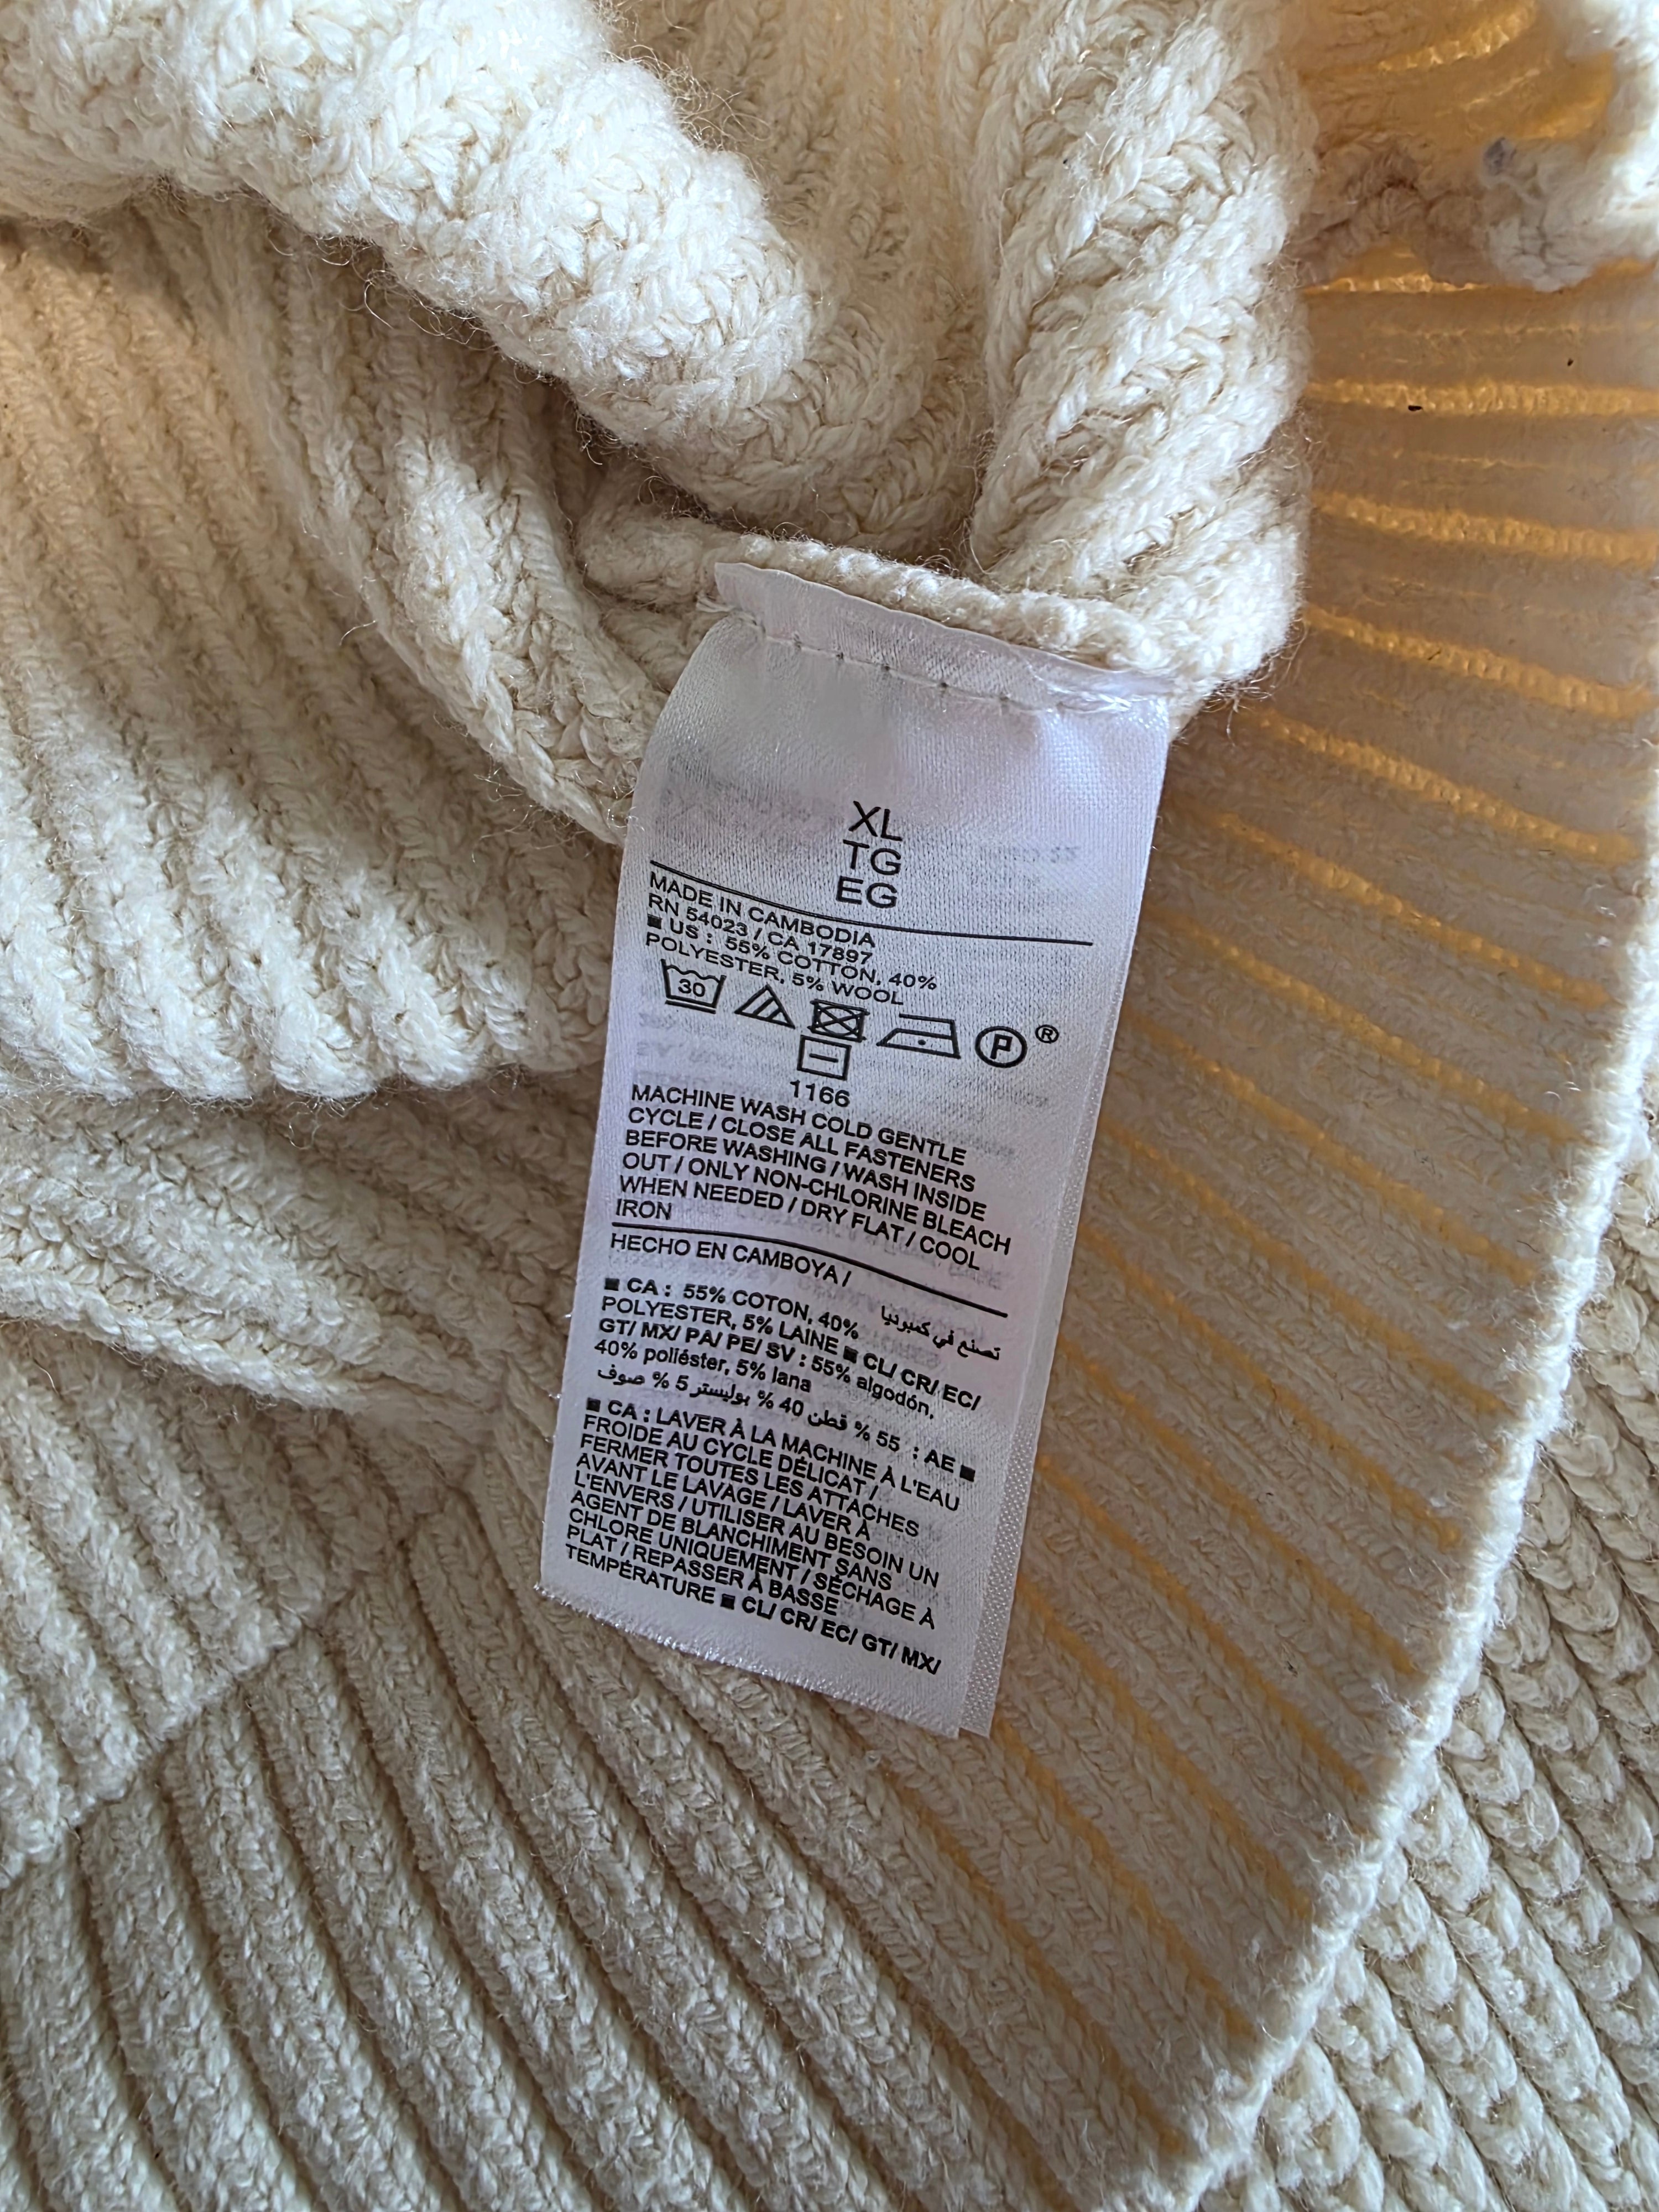 XL
TG
EG
MADE IN CAMBODIA
RN 54023 / CA 17897
■ US : 55% COTTON, 40%
POLYESTER, 5% WOOL
30
P ®
1166
MACHINE WASH COLD GENTLE
CYCLE / CLOSE ALL FASTENERS
BEFORE WASHING / WASH INSIDE
OUT / ONLY NON-CHLORINE BLEACH
WHEN NEEDED / DRY FLAT / COOL
IRON
HECHO EN CAMBOYA /
تصنع في كمبوديا
■ CA : 55% COTON, 40%
POLYESTER, 5% LAINE ■ CL/ CR/ EC/
GT/ MX/ PA/ PE/ SV : 55% algodón,
40% poliéster, 5% lana
■ AE : 55 % قطن 40 % بوليستر 5 % صوف
■ CA : LAVER À LA MACHINE À L'EAU
FROIDE AU CYCLE DÉLICAT /
FERMER TOUTES LES ATTACHES
AVANT LE LAVAGE / LAVER À
L'ENVERS / UTILISER AU BESOIN UN
AGENT DE BLANCHIMENT SANS
CHLORE UNIQUEMENT / SÉCHAGE À
PLAT / REPASSER À BASSE
TEMPÉRATURE ■ CL/ CR/ EC/ GT/ MX/